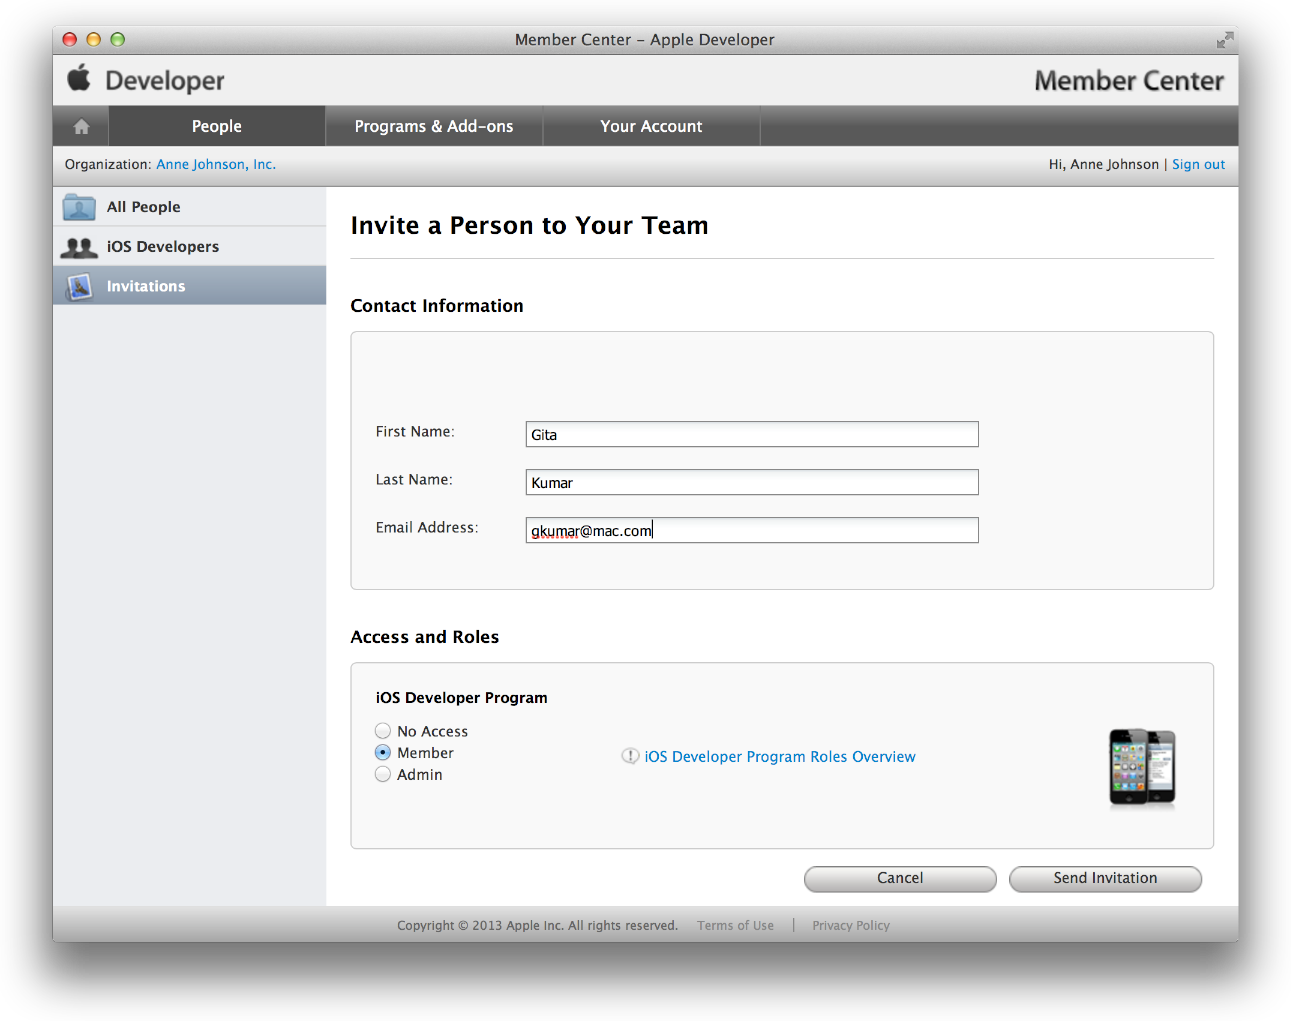 Member Center – Apple Developer
Developer
Member Center
People
Programs & Add-ons
Your Account
Organization: Anne Johnson, Inc.
Hi, Anne Johnson | Sign out
All People
iOS Developers
Invitations
Invite a Person to Your Team
Contact Information
First Name:
Gita
Last Name:
Kumar
Email Address:
gkumar@mac.com
Access and Roles
iOS Developer Program
No Access
Member
Admin
iOS Developer Program Roles Overview
Cancel
Send Invitation
Copyright © 2013 Apple Inc. All rights reserved. Terms of Use | Privacy Policy